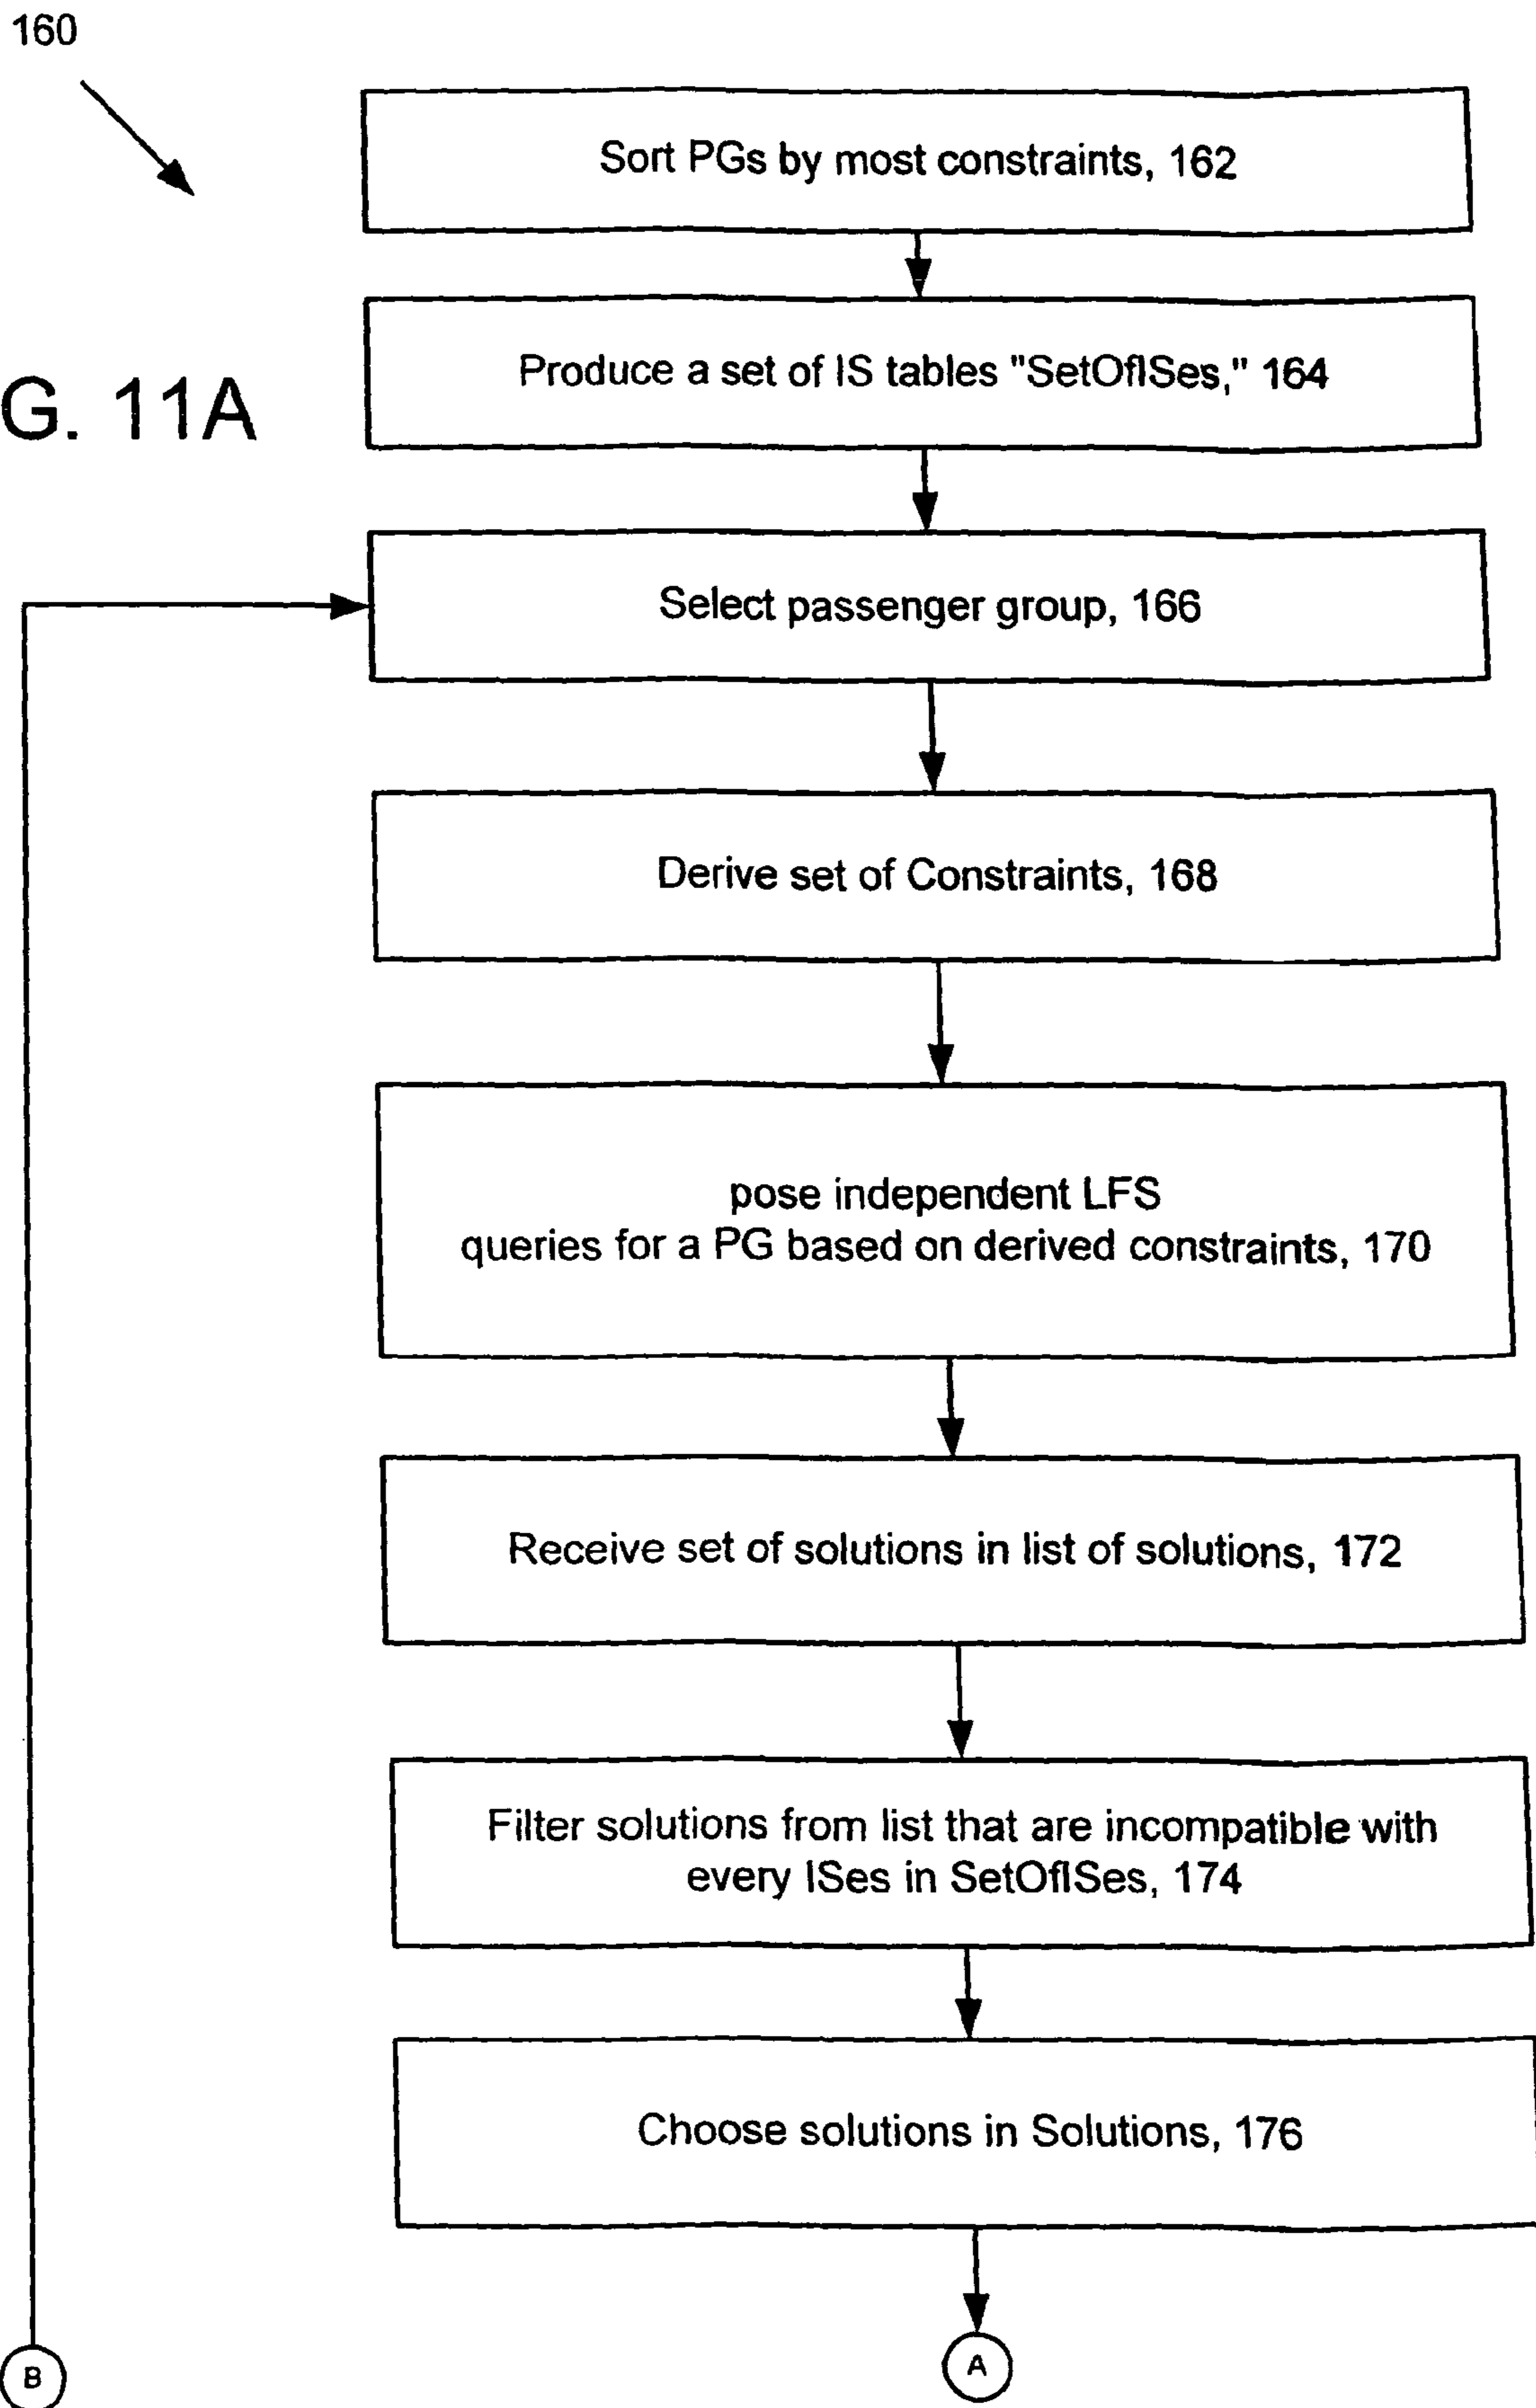 160
Sort PGs by most constraints, 162
Produce a set of IS tables "SetOfISes," 164
G. 11A
Select passenger group, 166
Derive set of Constraints, 168
pose independent LFS
queries for a PG based on derived constraints, 170
Receive set of solutions in list of solutions, 172
Filter solutions from list that are incompatible with
every ISes in SetOfISes, 174
Choose solutions in Solutions, 176
B
A